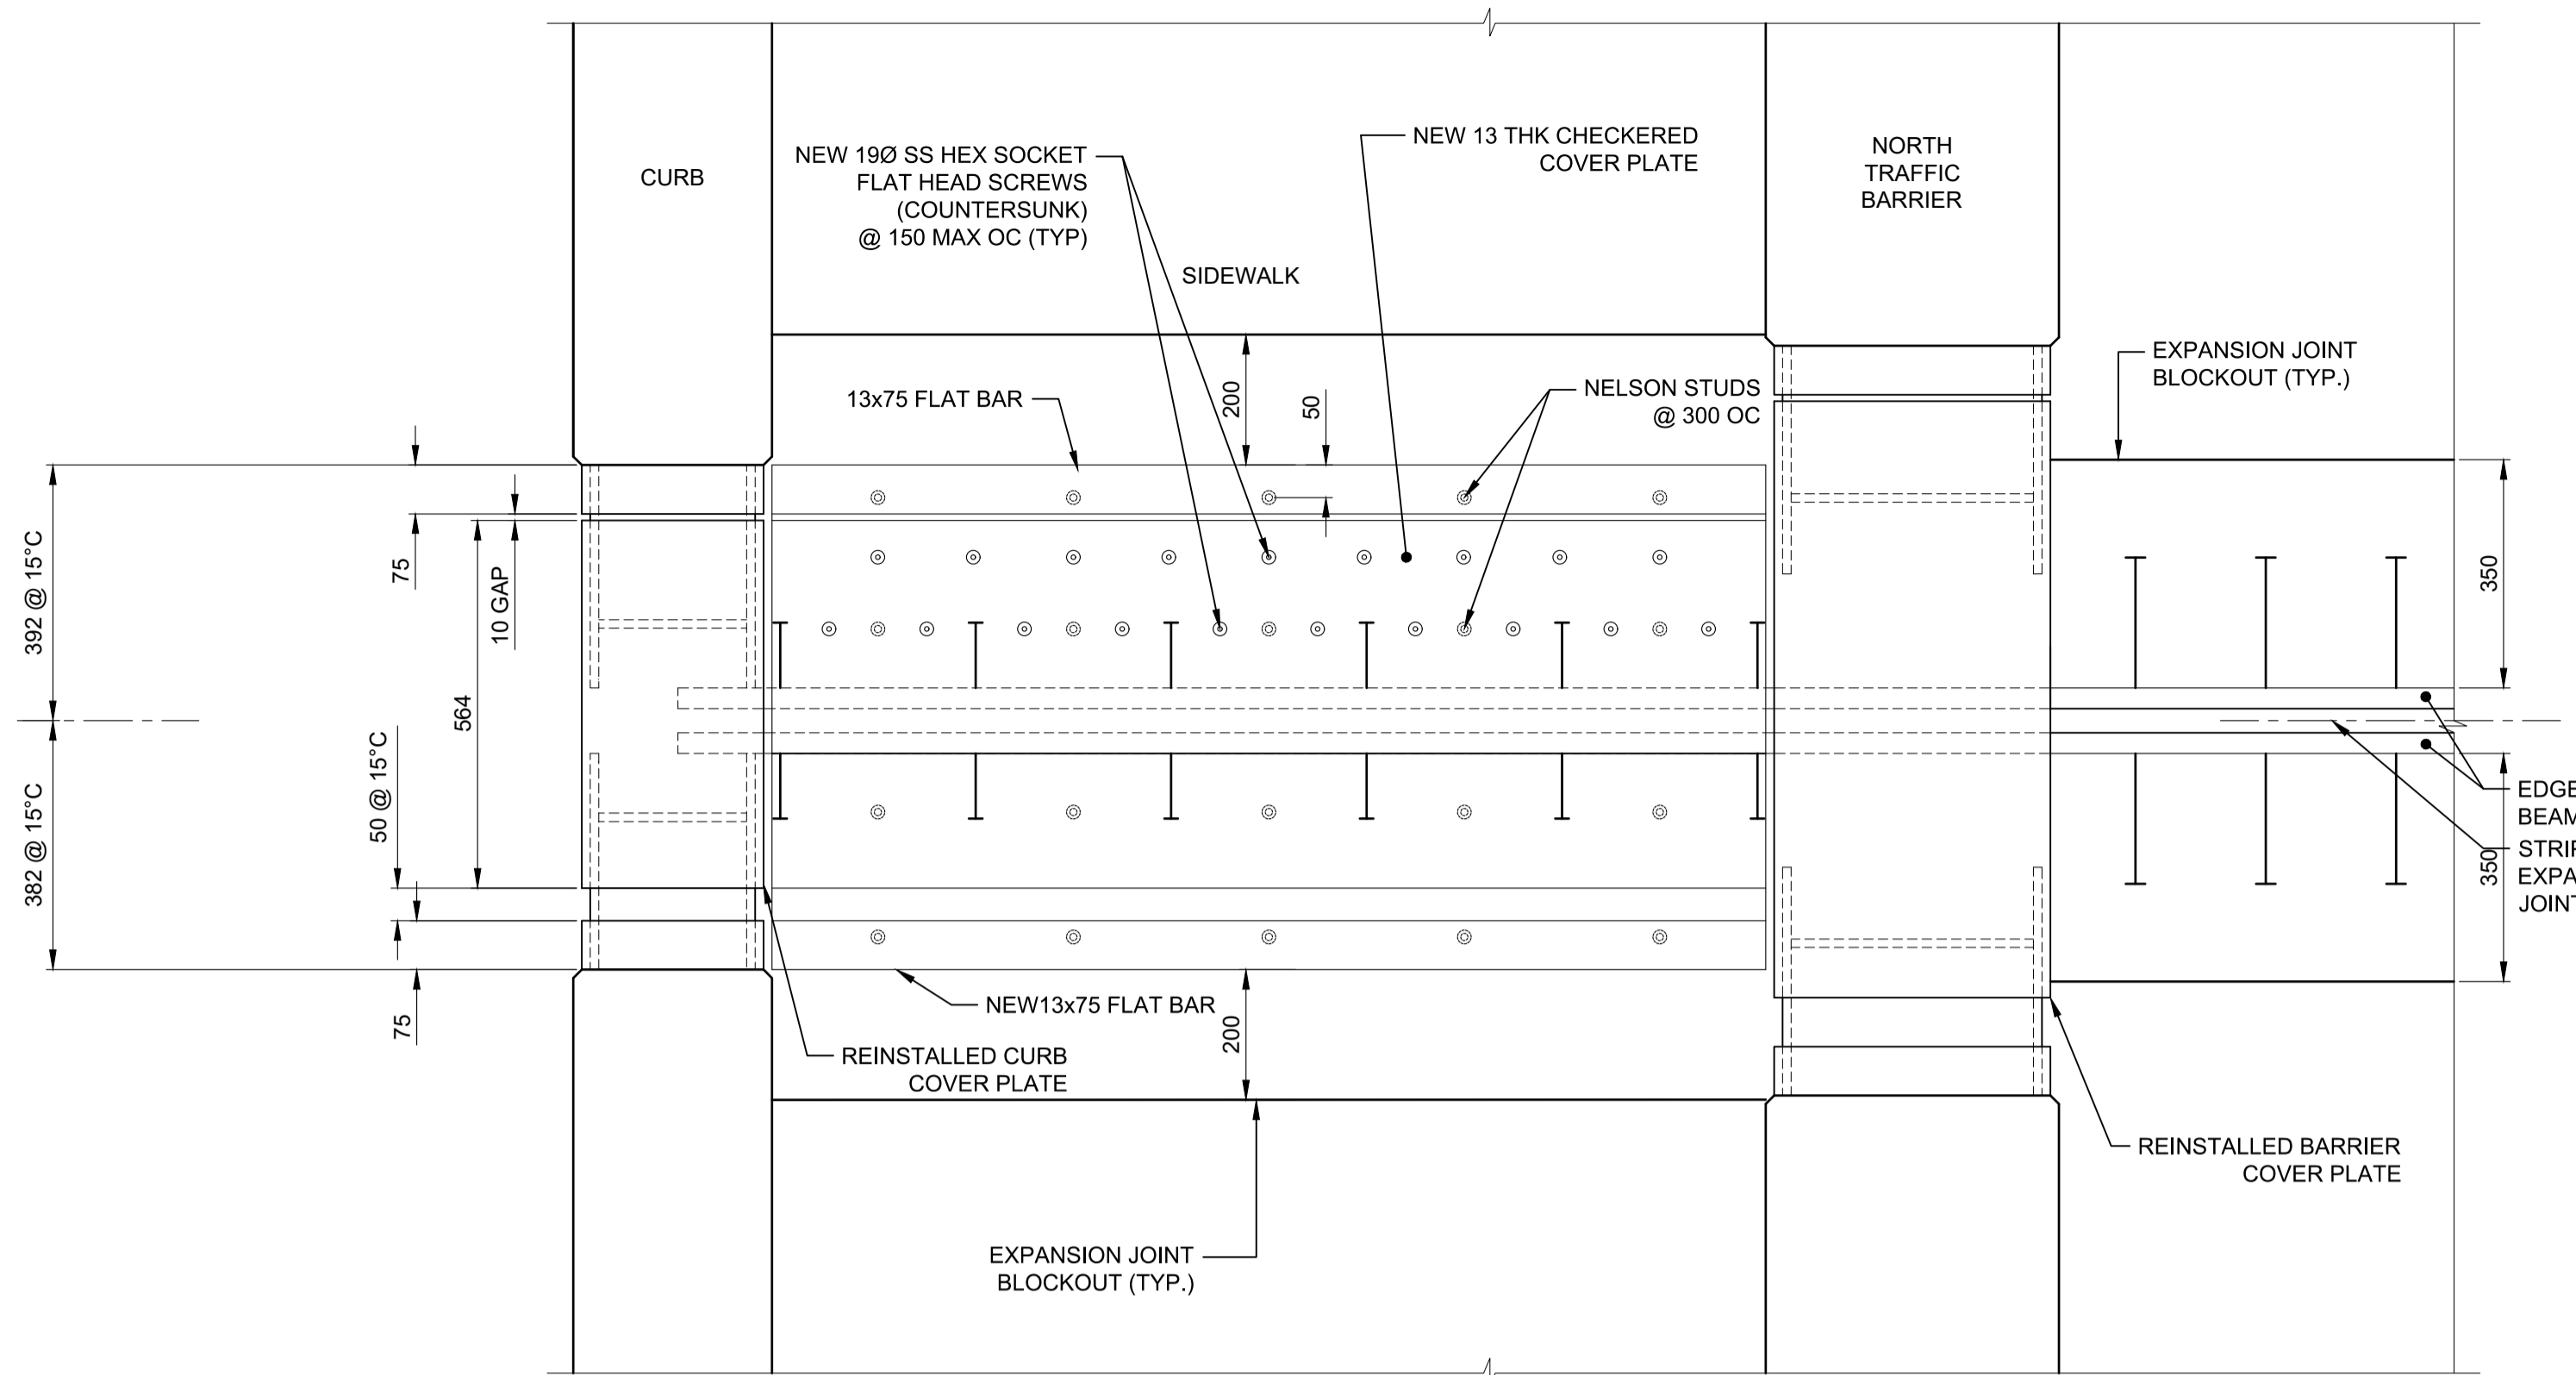 CURB
NEW 19Ø SS HEX SOCKET
FLAT HEAD SCREWS
(COUNTERSUNK)
@ 150 MAX OC (TYP)
SIDEWALK
NEW 13 THK CHECKERED
COVER PLATE
NORTH
TRAFFIC
BARRIER
EXPANSION JOINT
BLOCKOUT (TYP.)
13x75 FLAT BAR
200
50
NELSON STUDS
@ 300 OC
392 @ 15°C
75
10 GAP
350
564
50 @ 15°C
382 @ 15°C
75
350
EDGE
BEAM
STRIP
EXPA
JOINT
NEW13x75 FLAT BAR
200
REINSTALLED CURB
COVER PLATE
REINSTALLED BARRIER
COVER PLATE
EXPANSION JOINT
BLOCKOUT (TYP.)